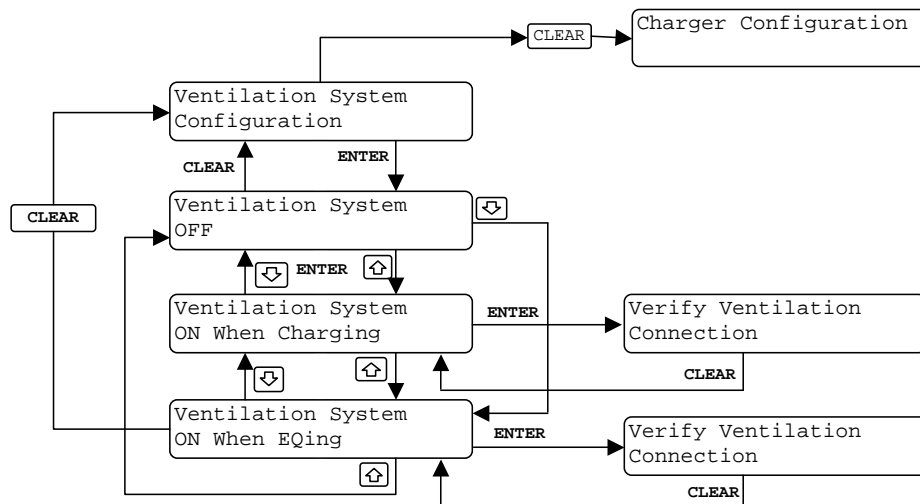 Charger Configuration
CLEAR
Ventilation System
Configuration
CLEAR
ENTER
CLEAR
Ventilation System
OFF
ENTER
Ventilation System
ON When Charging
ENTER
Verify Ventilation
Connection
CLEAR
Ventilation System
ON When EQing
ENTER
Verify Ventilation
Connection
CLEAR